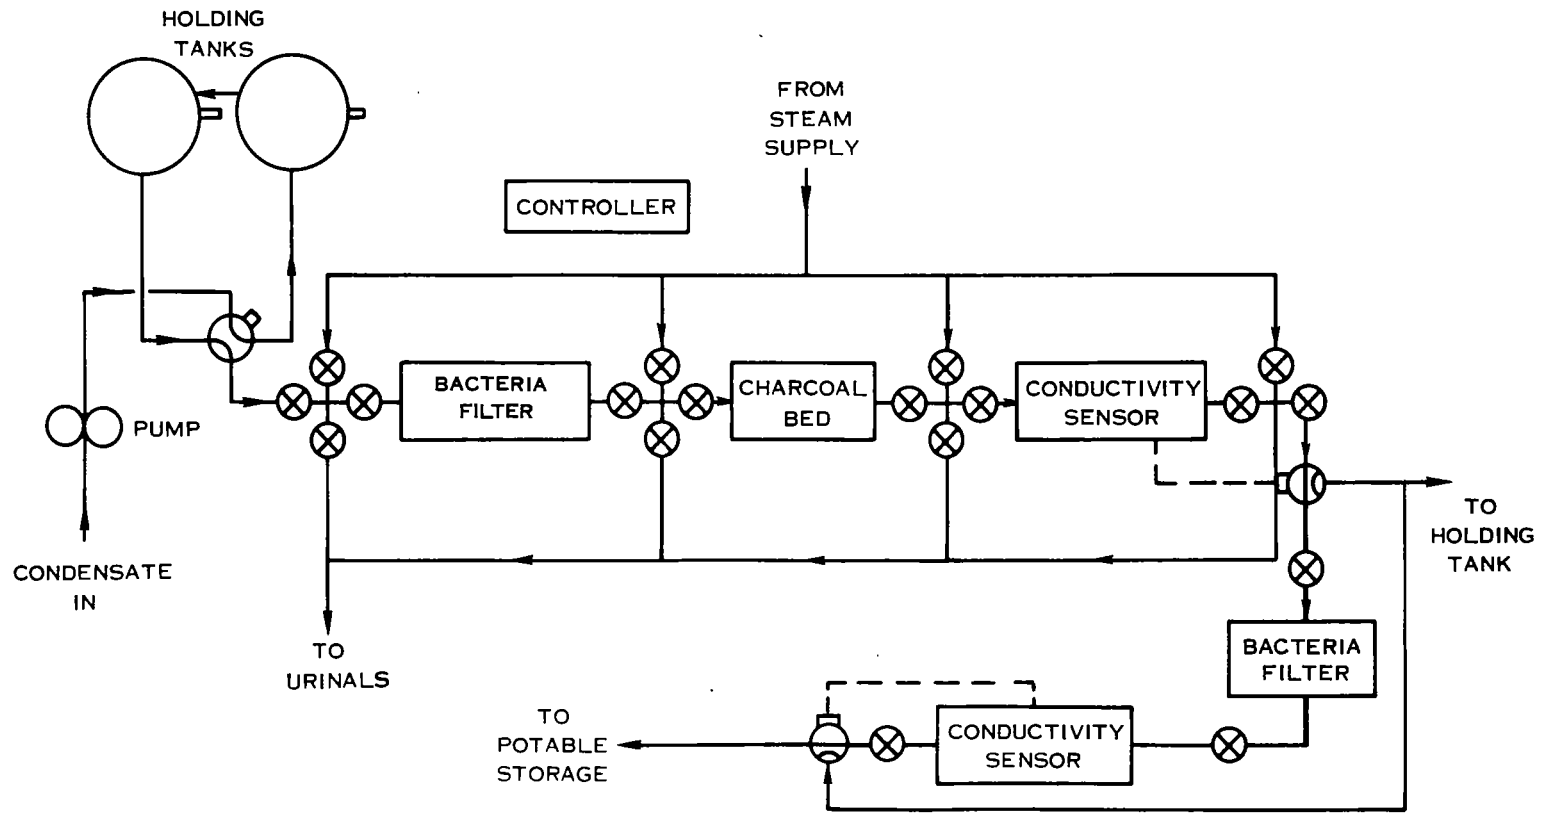 HOLDING
TANKS
FROM
STEAM
SUPPLY
CONTROLLER
BACTERIA
FILTER
CHARCOAL
BED
CONDUCTIVITY
SENSOR
PUMP
CONDENSATE
IN
TO
HOLDING
TANK
TO
URINALS
BACTERIA
FILTER
TO
POTABLE
STORAGE
CONDUCTIVITY
SENSOR